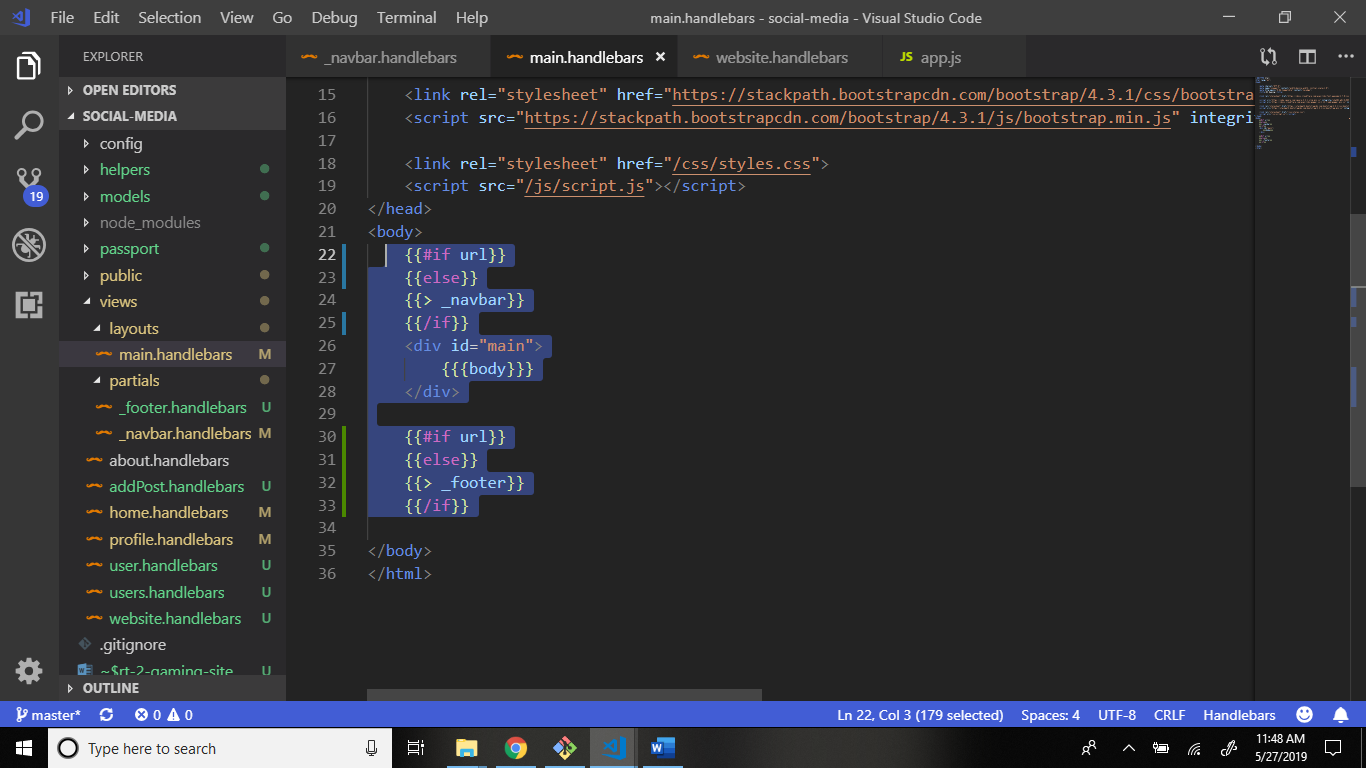 File Edit Selection View Go Debug Terminal Help main.handlebars - social-media - Visual Studio Code
EXPLORER
OPEN EDITORS
SOCIAL-MEDIA
config
helpers
models
node_modules
passport
public
views
layouts
main.handlebars M
partials
_footer.handlebars U
_navbar.handlebars M
about.handlebars
addPost.handlebars U
home.handlebars M
profile.handlebars M
user.handlebars U
users.handlebars U
website.handlebars U
.gitignore
~$rt-2-gaming-site U
OUTLINE
19
_navbar.handlebars main.handlebars × website.handlebars JS app.js
15 <link rel="stylesheet" href="https://stackpath.bootstrapcdn.com/bootstrap/4.3.1/css/bootstra
16 <script src="https://stackpath.bootstrapcdn.com/bootstrap/4.3.1/js/bootstrap.min.js" integri
17
18 <link rel="stylesheet" href="/css/styles.css">
19 <script src="/js/script.js"></script>
20 </head>
21 <body>
22 {{#if url}}
23 {{else}}
24 {{> _navbar}}
25 {{/if}}
26 <div id="main">
27 {{{body}}}
28 </div>
29
30 {{#if url}}
31 {{else}}
32 {{> _footer}}
33 {{/if}}
34
35 </body>
36 </html>
master* 0 0 Ln 22, Col 3 (179 selected) Spaces: 4 UTF-8 CRLF Handlebars
Type here to search
11:48 AM
5/27/2019